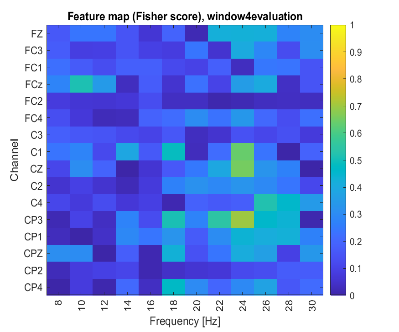 Feature map (Fisher score), window4evaluation
FZ
FC3
FC1
FCz
FC2
FC4
C3
C1
CZ
C2
C4
CP3
CP1
CPZ
CP2
CP4
Channel
8 10 12 14 16 18 20 22 24 26 28 30
Frequency [Hz]
1
0.9
0.8
0.7
0.6
0.5
0.4
0.3
0.2
0.1
0